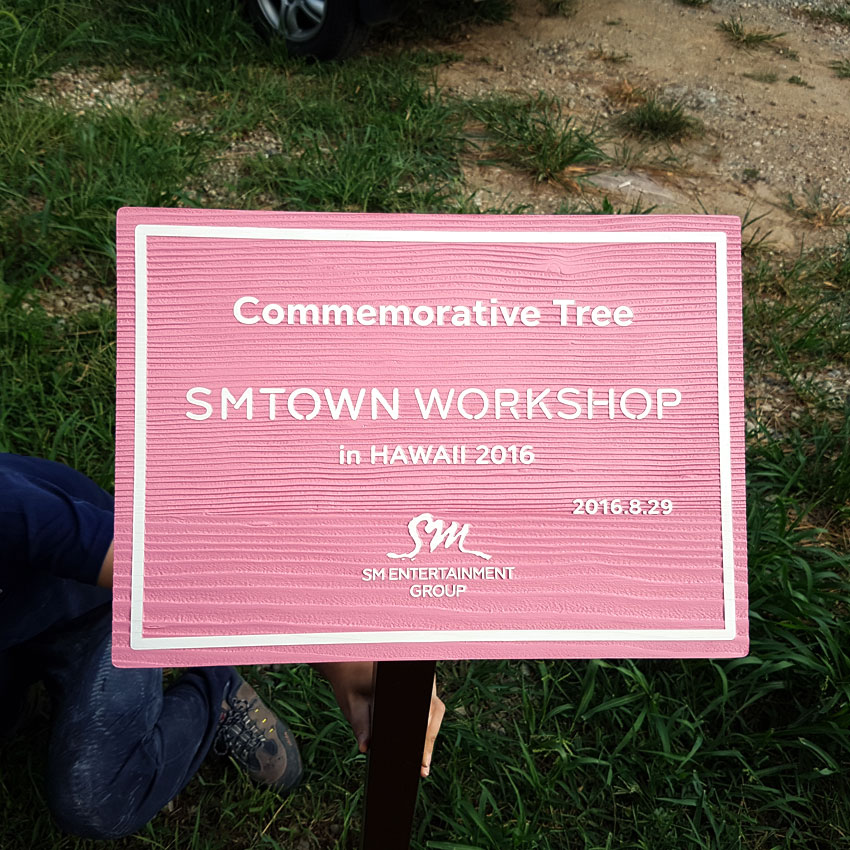 Commemorative Tree
SMTOWN WORKSHOP
in HAWAII 2016
2016.8.29
SM
SM ENTERTAINMENT
GROUP